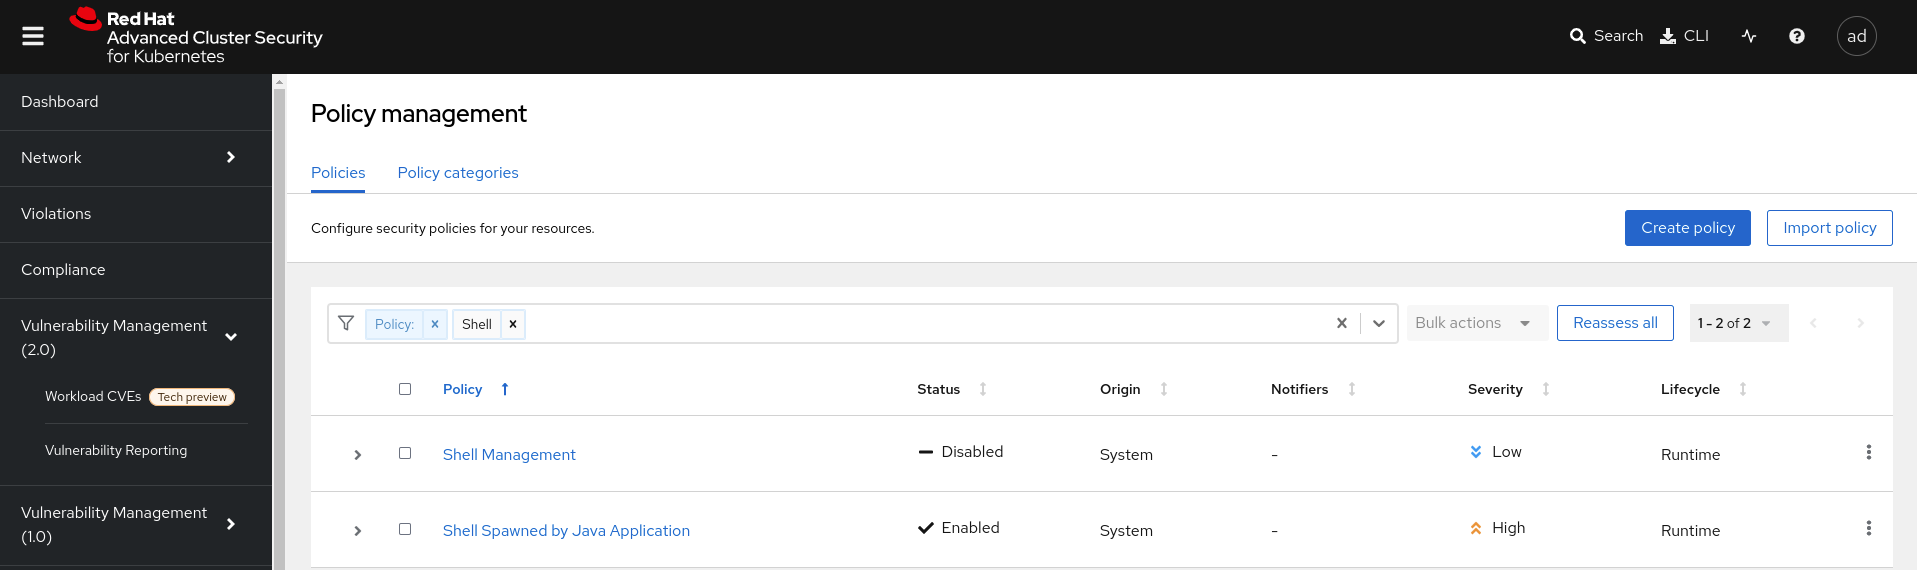 Red Hat
Advanced Cluster Security
for Kubernetes
Search
CLI
ad
Dashboard
Network
Violations
Compliance
Vulnerability Management
(2.0)
Workload CVEs Tech preview
Vulnerability Reporting
Vulnerability Management
(1.0)
Policy management
Policies Policy categories
Configure security policies for your resources.
Create policy Import policy
Policy: Shell Bulk actions Reassess all 1 - 2 of 2
Policy Status Origin Notifiers Severity Lifecycle
Shell Management Disabled System - Low Runtime
Shell Spawned by Java Application Enabled System - High Runtime